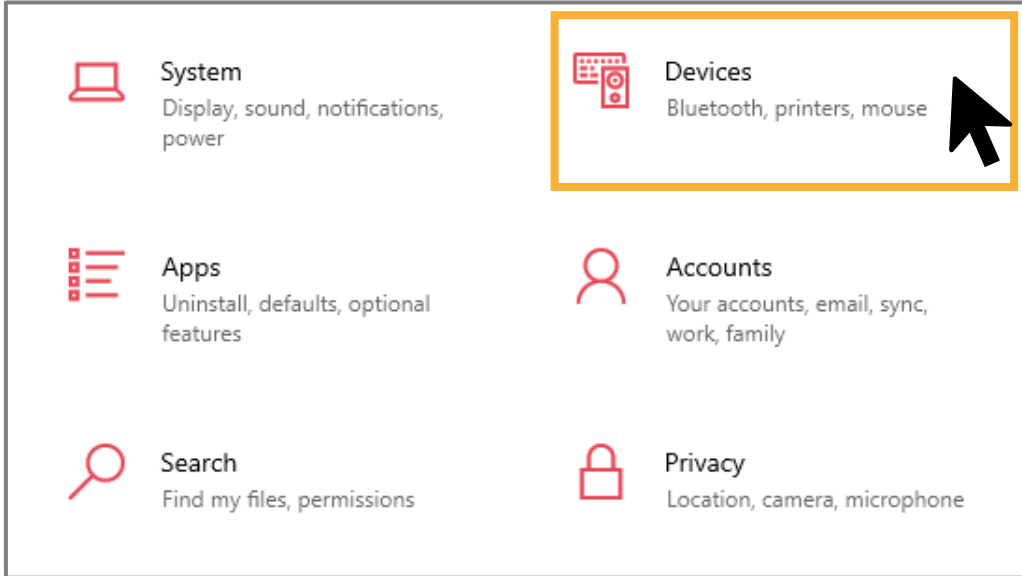 System
Display, sound, notifications,
power
Devices
Bluetooth, printers, mouse
Apps
Uninstall, defaults, optional
features
Accounts
Your accounts, email, sync,
work, family
Search
Find my files, permissions
Privacy
Location, camera, microphone